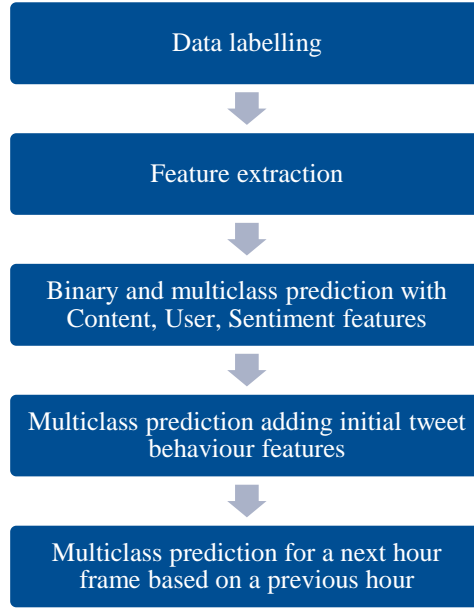 Data labelling
Feature extraction
Binary and multiclass prediction with
Content, User, Sentiment features
Multiclass prediction adding initial tweet
behaviour features
Multiclass prediction for a next hour
frame based on a previous hour